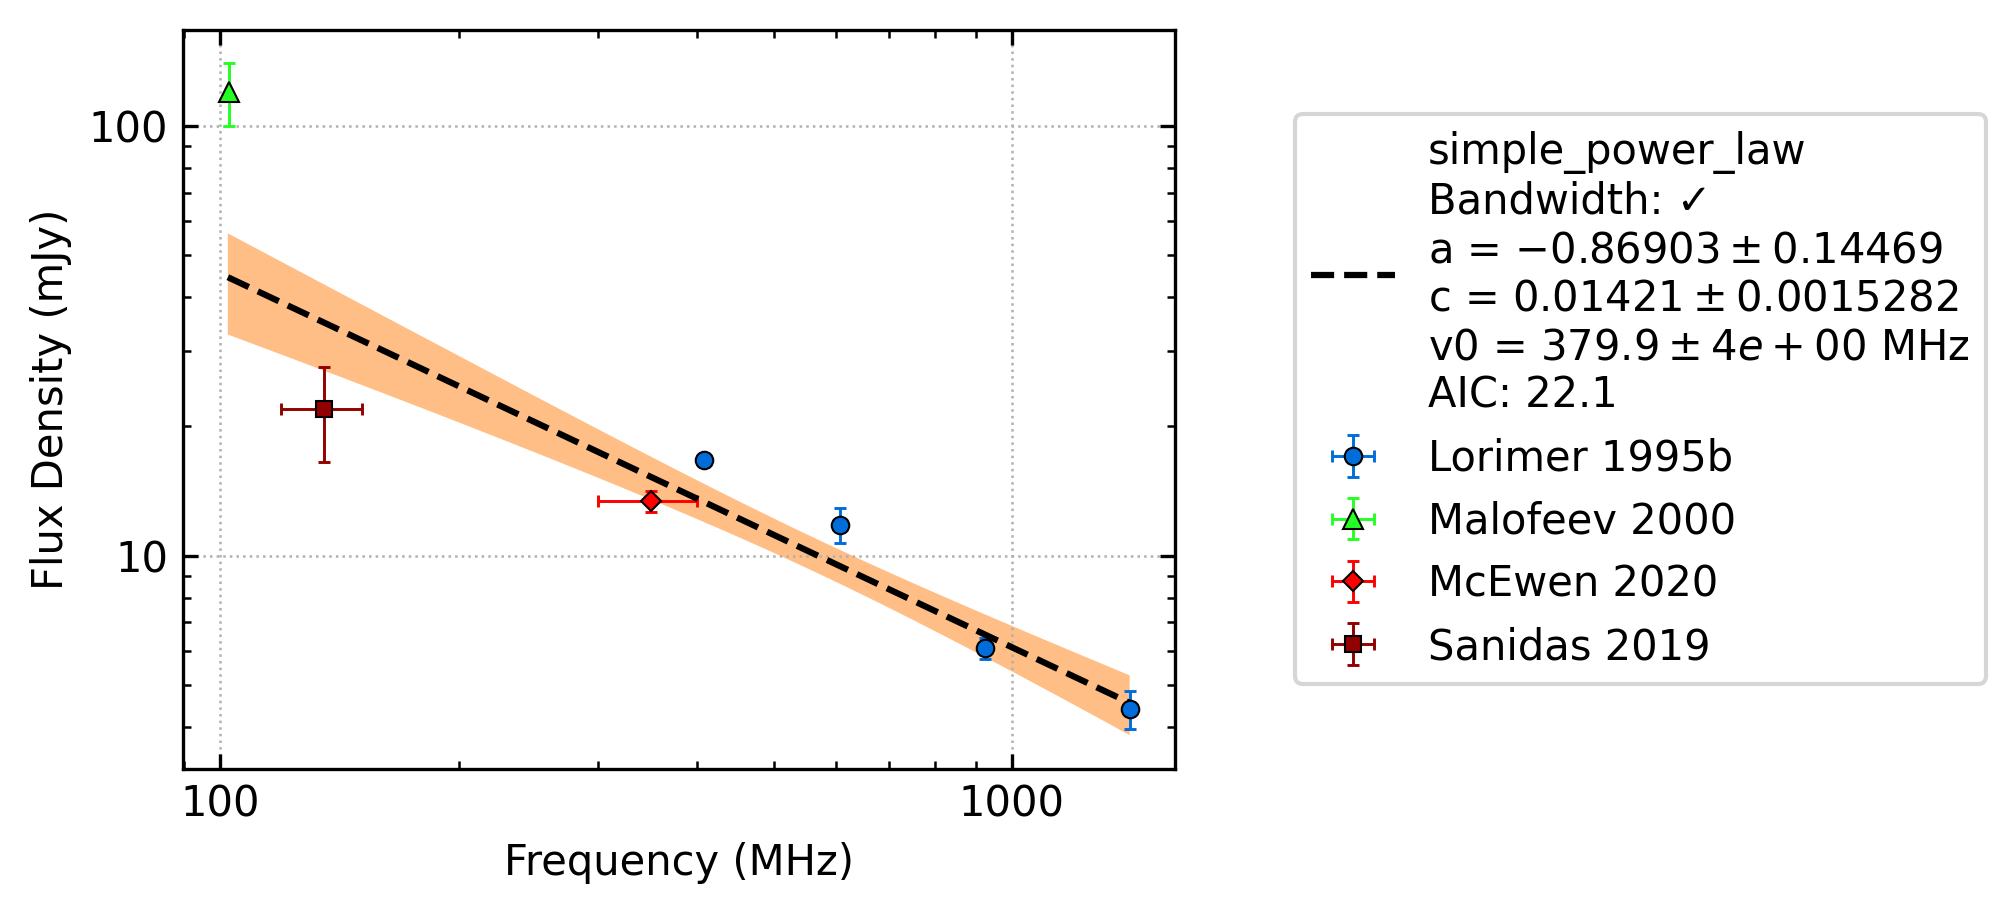 100
10
Flux Density (mJy)
100
1000
Frequency (MHz)
simple_power_law
Bandwidth: ✓
a = −0.86903 ± 0.14469
c = 0.01421 ± 0.0015282
v0 = 379.9 ± 4e + 00 MHz
AIC: 22.1
Lorimer 1995b
Malofeev 2000
McEwen 2020
Sanidas 2019